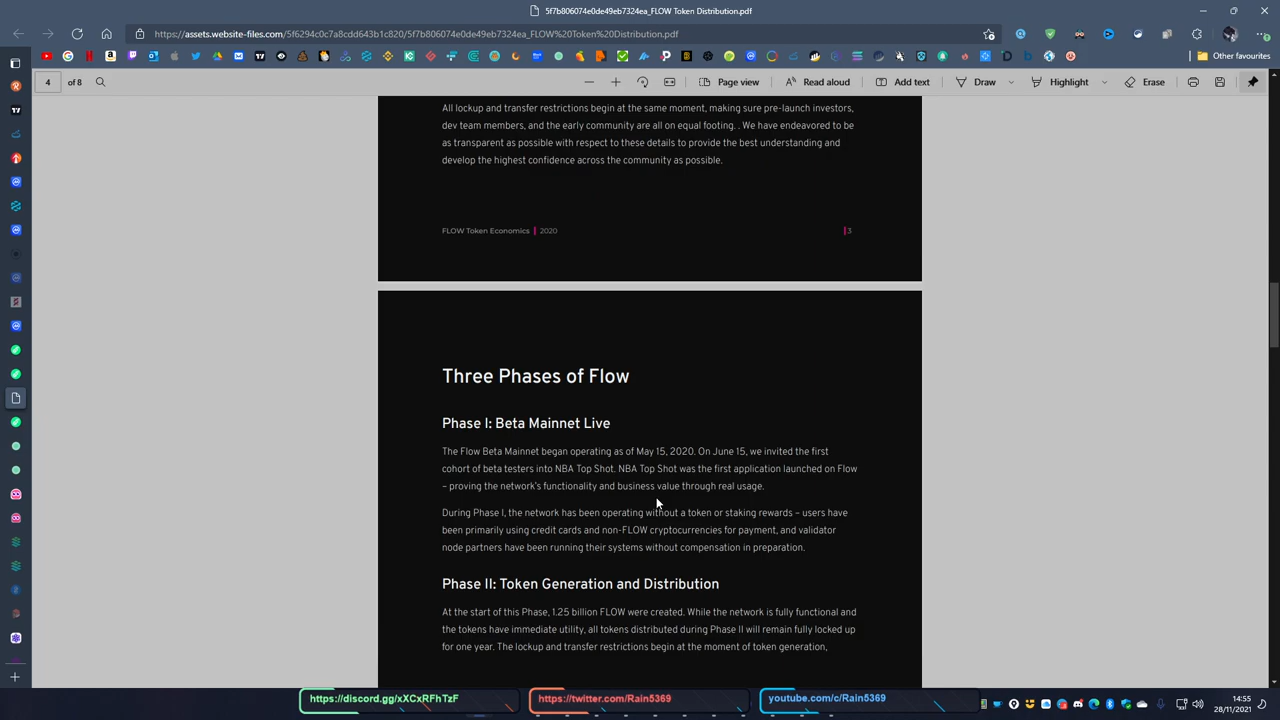 5f6294c0c7a8cdd643b1c820/5f7b806074e0de49eb7324ea_FLOW Token Distribution.pdf
https://assets.website-files.com/5f6294c0c7a8cdd643b1c820/5f7b806074e0de49eb7324ea_FLOW%20Token%20Distribution.pdf
Other favourites
4 of 8
Page view
Read aloud
Add text
Draw
Highlight
Erase
All lockup and transfer restrictions begin at the same moment, making sure pre-launch investors,
dev team members, and the early community are all on equal footing. . We have endeavored to be
as transparent as possible with respect to these details to provide the best understanding and
develop the highest confidence across the community as possible.
FLOW Token Economics 2020
3
Three Phases of Flow
Phase I: Beta Mainnet Live
The Flow Beta Mainnet began operating as of May 15, 2020. On June 15, we invited the first
cohort of beta testers into NBA Top Shot. NBA Top Shot was the first application launched on Flow
– proving the network's functionality and business value through real usage.
During Phase I, the network has been operating without a token or staking rewards – users have
been primarily using credit cards and non-FLOW cryptocurrencies for payment, and validator
node partners have been running their systems without compensation in preparation.
Phase II: Token Generation and Distribution
At the start of this Phase, 1.25 billion FLOW were created. While the network is fully functional and
the tokens have immediate utility, all tokens distributed during Phase II will remain fully locked up
for one year. The lockup and transfer restrictions begin at the moment of token generation,
https://discord.gg/xXCxRFhTzF
https://twitter.com/Rain5369
youtube.com/c/Rain5369
14:55
28/11/2021